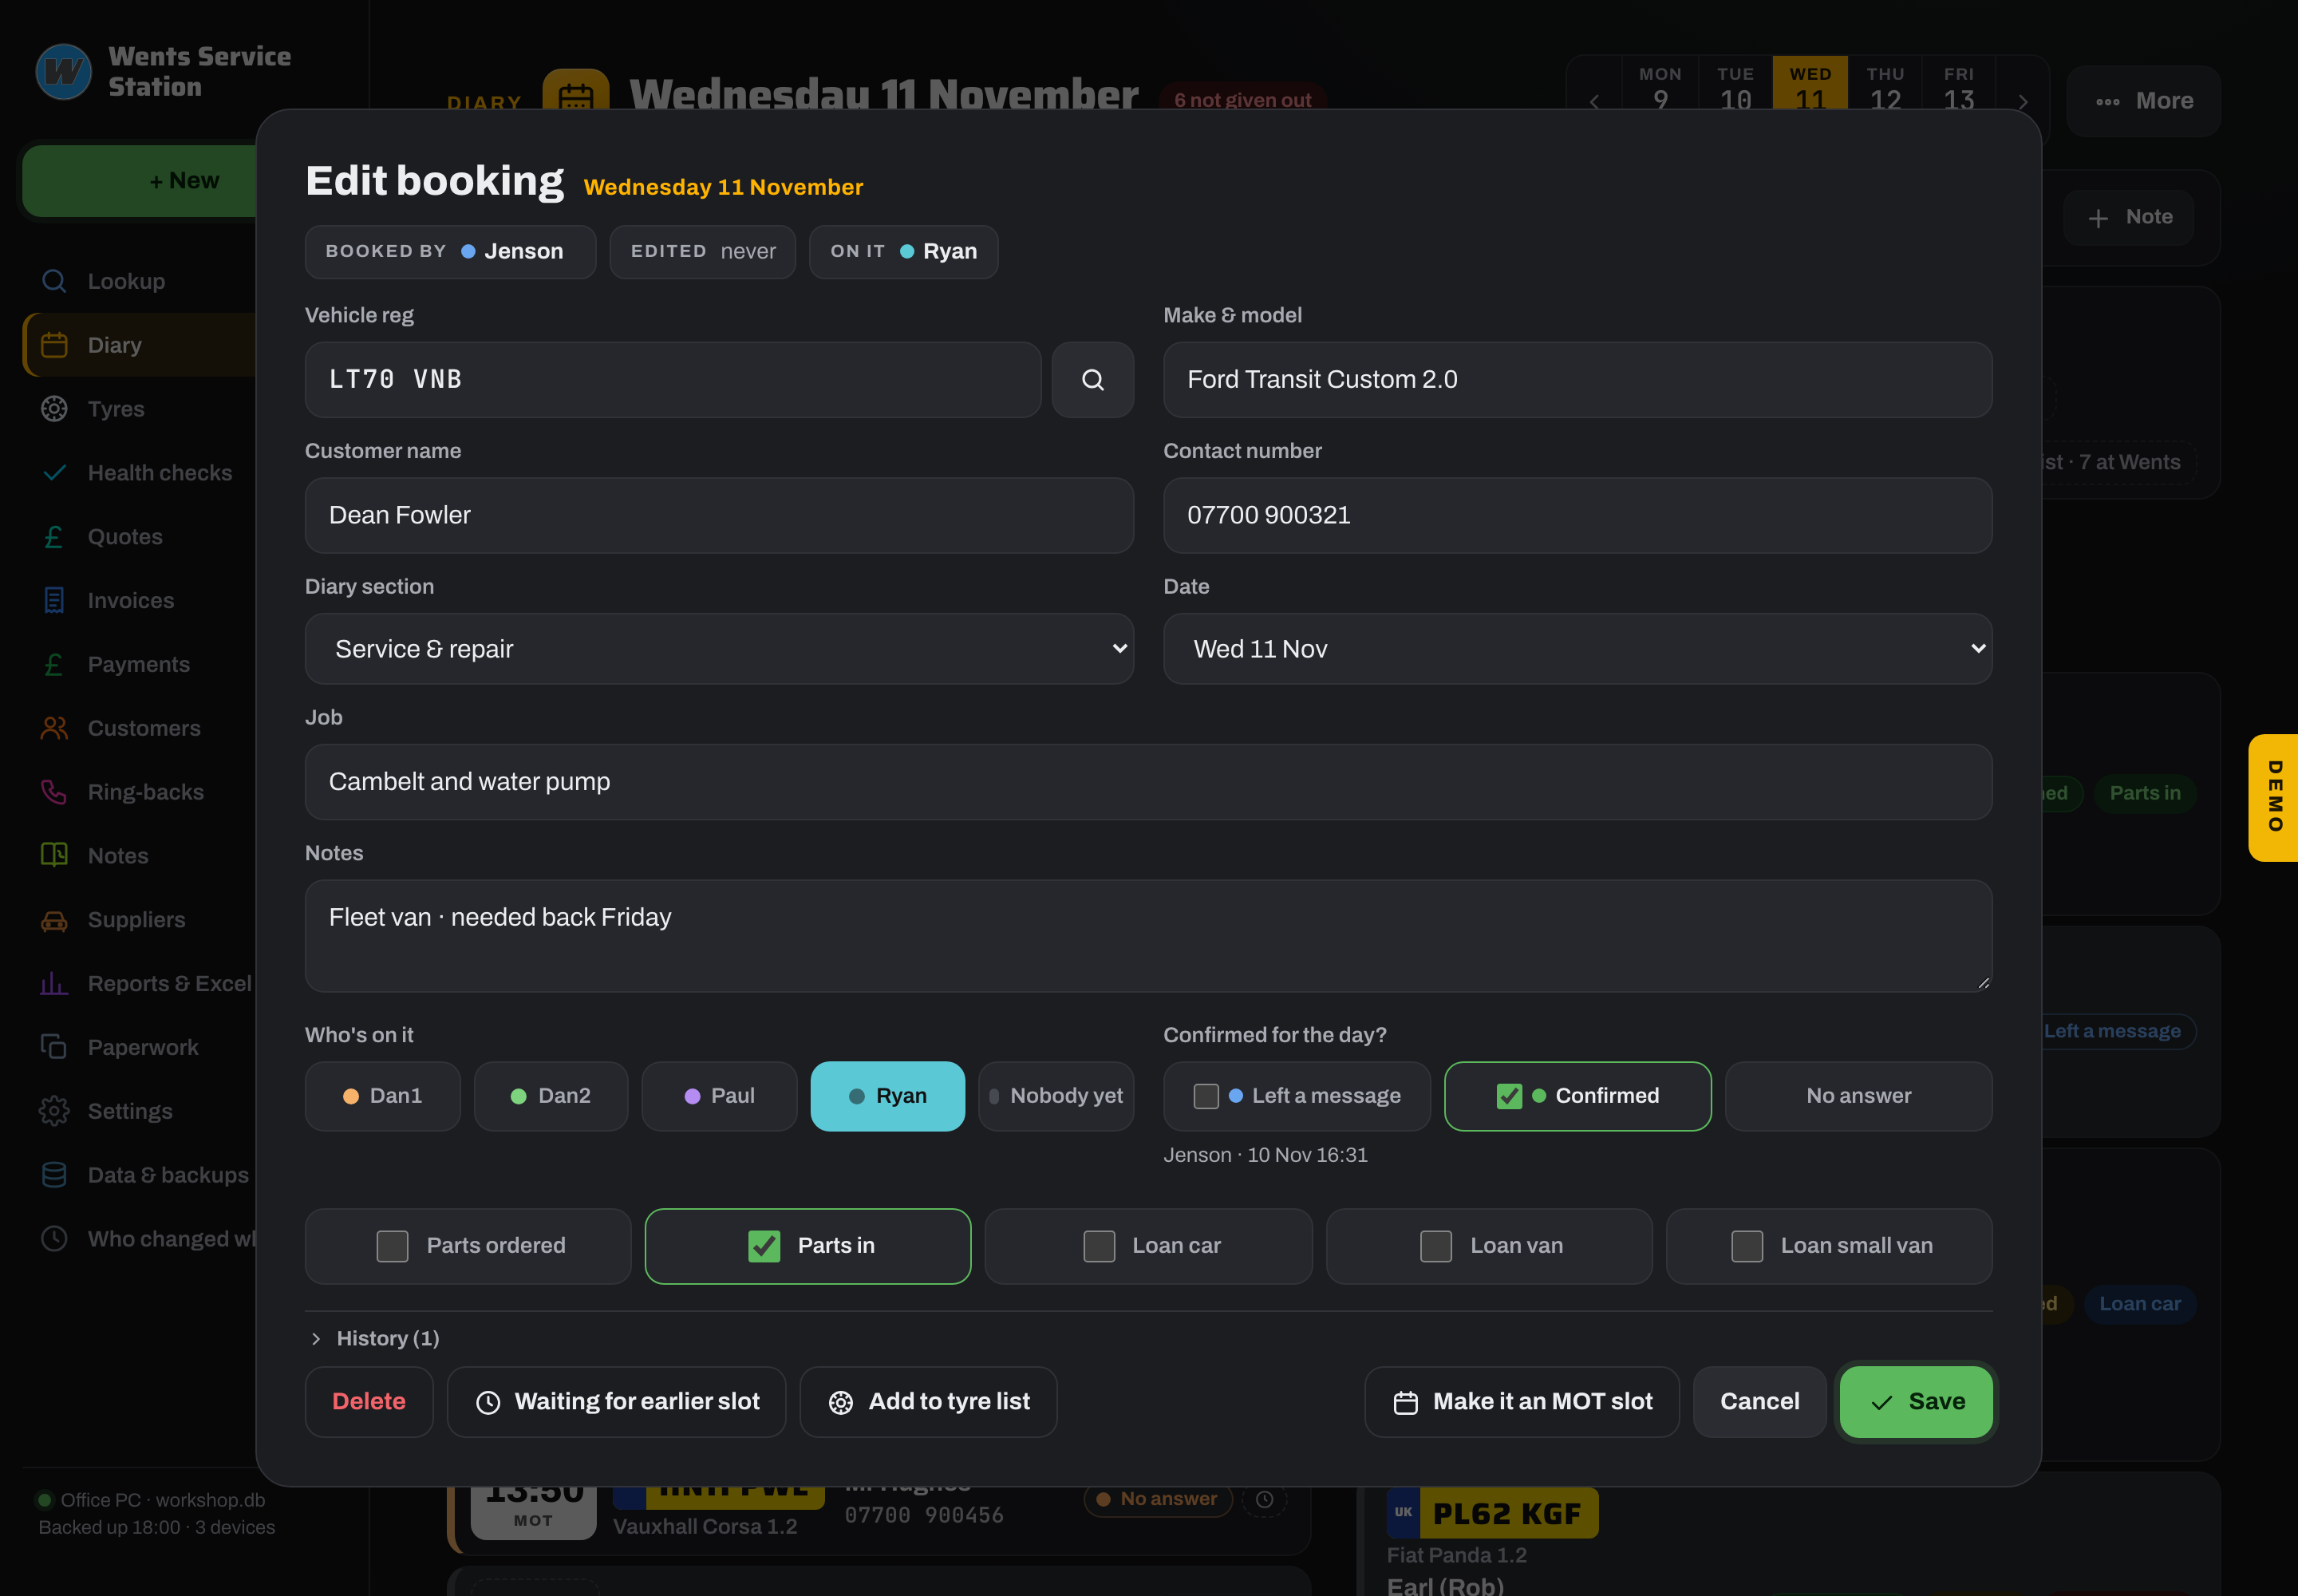 Wents Service
Station
DIARY
Wednesday 11 November
6 not given out
MON
9
TUE
10
WED
11
THU
12
FRI
13
More
+ New
Note
Lookup
Diary
Tyres
Health checks
Quotes
Invoices
Payments
Customers
Ring-backs
Notes
Suppliers
Reports & Excel
Paperwork
Settings
Data & backups
Who changed
Office PC · workshop.db
Backed up 18:00 · 3 devices
Edit booking
Wednesday 11 November
BOOKED BY Jenson
EDITED never
ON IT Ryan
Vehicle reg
LT70 VNB
Make & model
Ford Transit Custom 2.0
Customer name
Dean Fowler
Contact number
07700 900321
Diary section
Service & repair
Date
Wed 11 Nov
Job
Cambelt and water pump
Notes
Fleet van · needed back Friday
Who's on it
Dan1
Dan2
Paul
Ryan
Nobody yet
Confirmed for the day?
Left a message
Confirmed
No answer
Jenson · 10 Nov 16:31
Parts ordered
Parts in
Loan car
Loan van
Loan small van
History (1)
Delete
Waiting for earlier slot
Add to tyre list
Make it an MOT slot
Cancel
Save
· 7 at Wents
Parts in
Left a message
Loan car
DEMO
13:50
MOT
Vauxhall Corsa 1.2
07700 900456
No answer
UK
PL62 KGF
Fiat Panda 1.2
Earl (Rob)